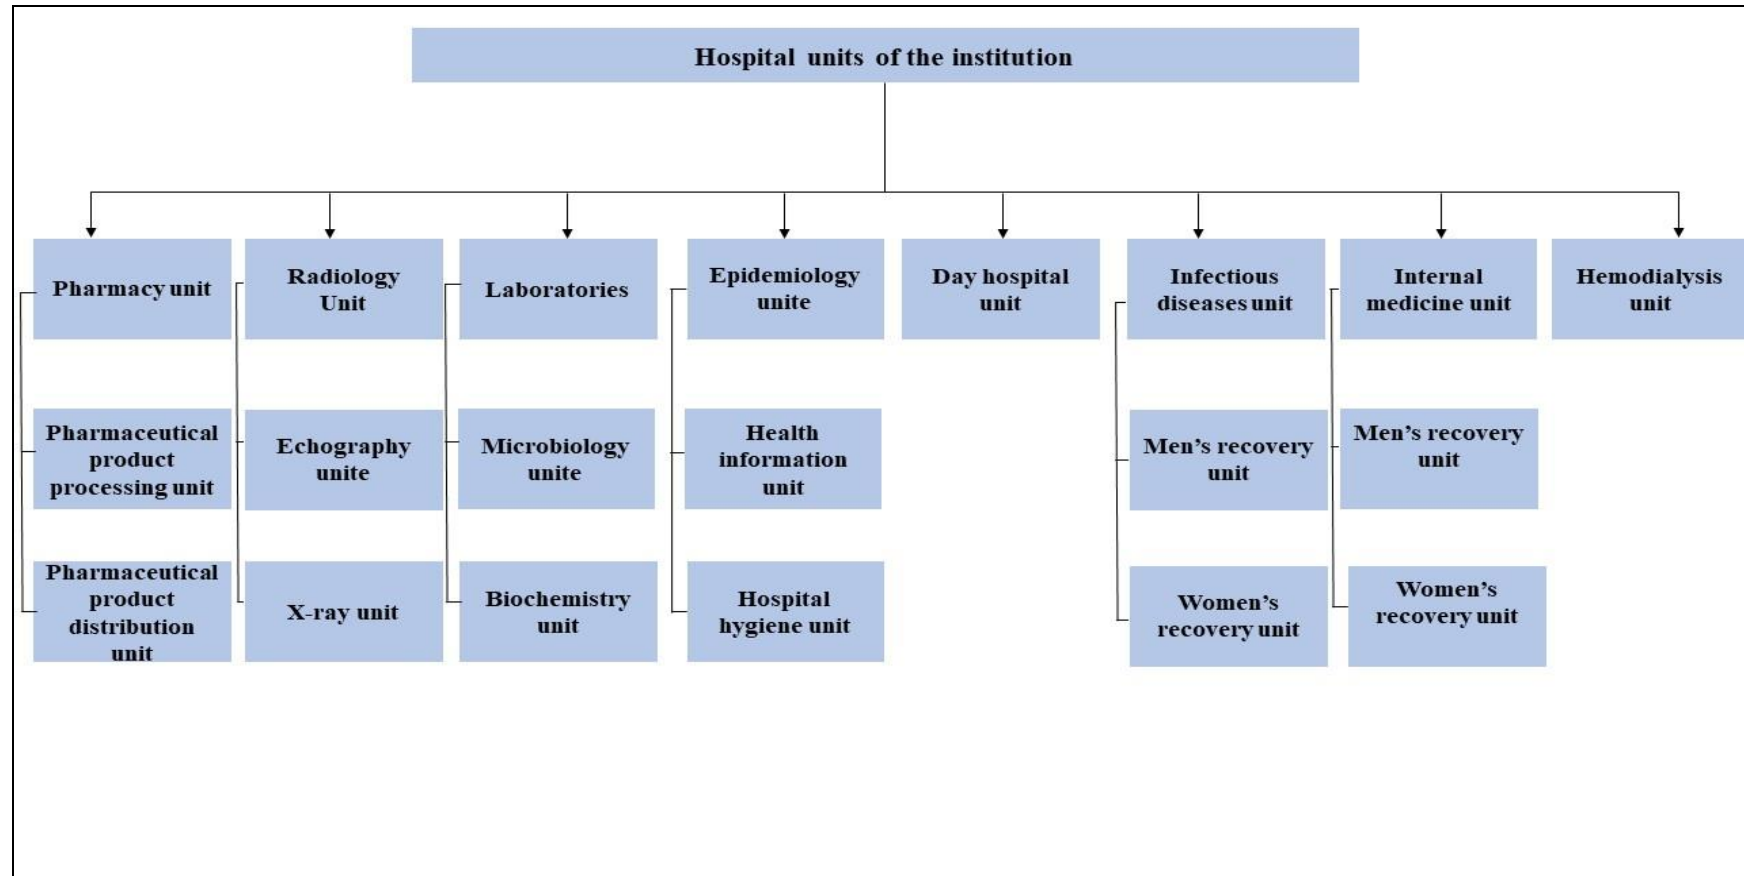 Hospital units of the institution
Pharmacy unit
Radiology
Unit
Laboratories
Epidemiology
unite
Day hospital
unit
Infectious
diseases unit
Internal
medicine unit
Hemodialysis
unit
Pharmaceutical
product
processing unit
Echography
unite
Microbiology
unite
Health
information
unit
Men’s recovery
unit
Men’s recovery
unit
Pharmaceutical
product
distribution
unit
X-ray unit
Biochemistry
unit
Hospital
hygiene unit
Women’s
recovery unit
Women’s
recovery unit